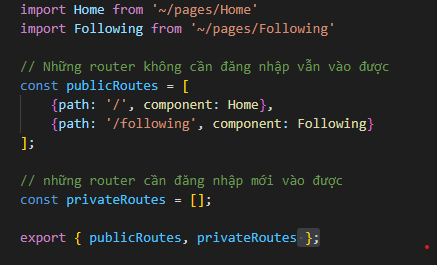 import Home from '~/pages/Home'
import Following from '~/pages/Following'
// Những router không cần đăng nhập vẫn vào được
const publicRoutes = [
{path: '/', component: Home},
{path: '/following', component: Following}
];
// những router cần đăng nhập mới vào được
const privateRoutes = [];
export { publicRoutes, privateRoutes };